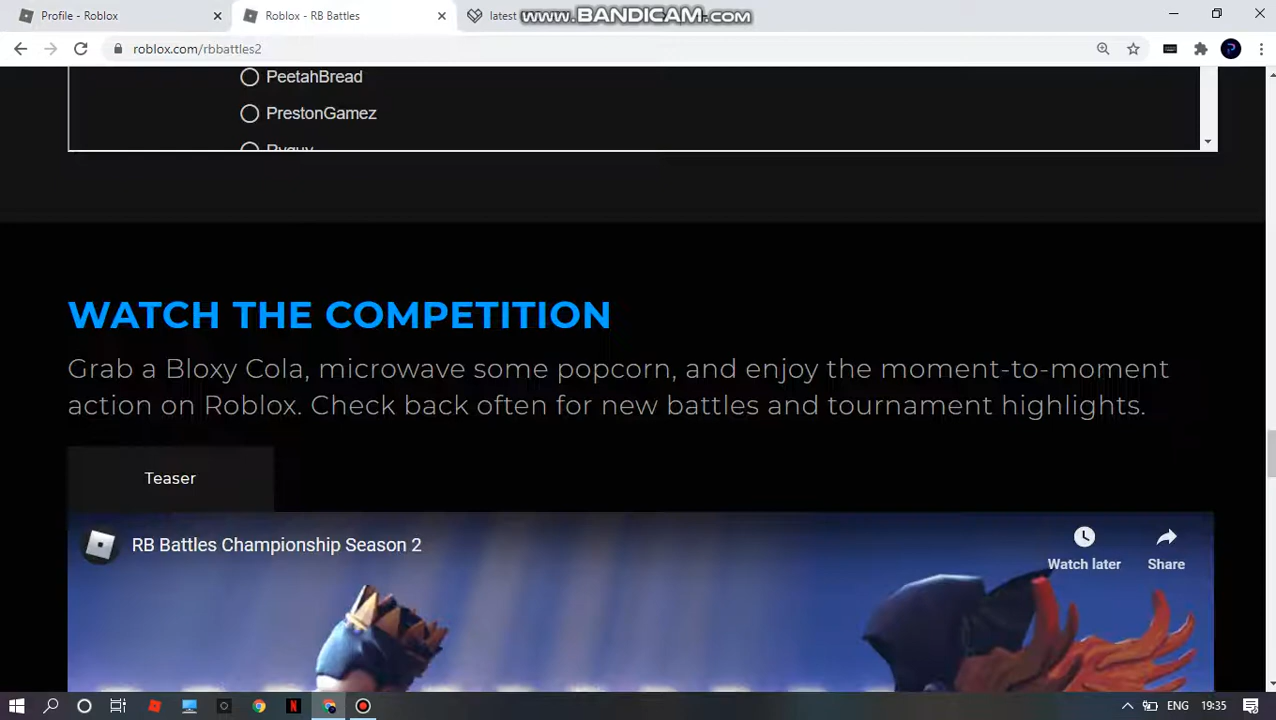 Profile - Roblox
Roblox - RB Battles
latest
www.BANDICAM.com
roblox.com/rbbattles2
PeetahBread
PrestonGamez
Ryguy
WATCH THE COMPETITION
Grab a Bloxy Cola, microwave some popcorn, and enjoy the moment-to-moment
action on Roblox. Check back often for new battles and tournament highlights.
Teaser
RB Battles Championship Season 2
Watch later
Share
ENG
19:35